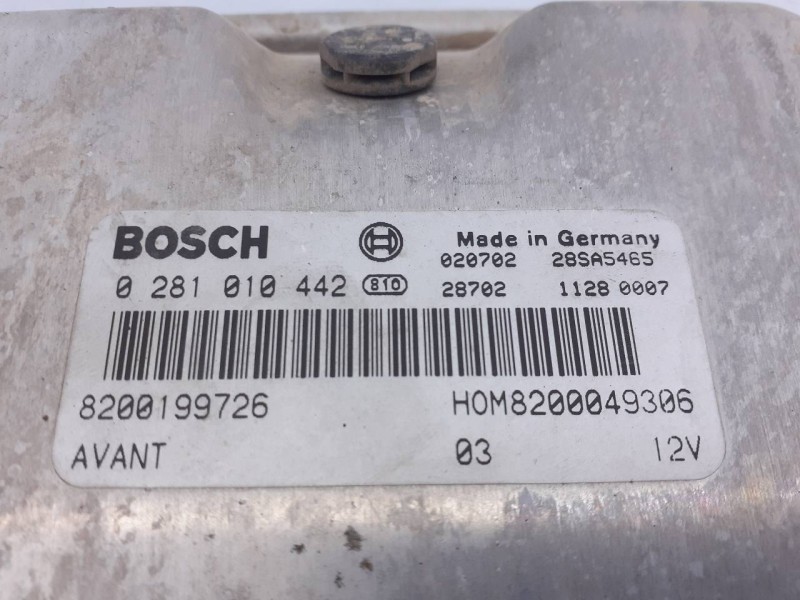 BOSCH Made in Germany
020702 28SA5465
0 281 010 442 810 28702 1128 0007
8200199726 HOM8200049306
AVANT 03 12V